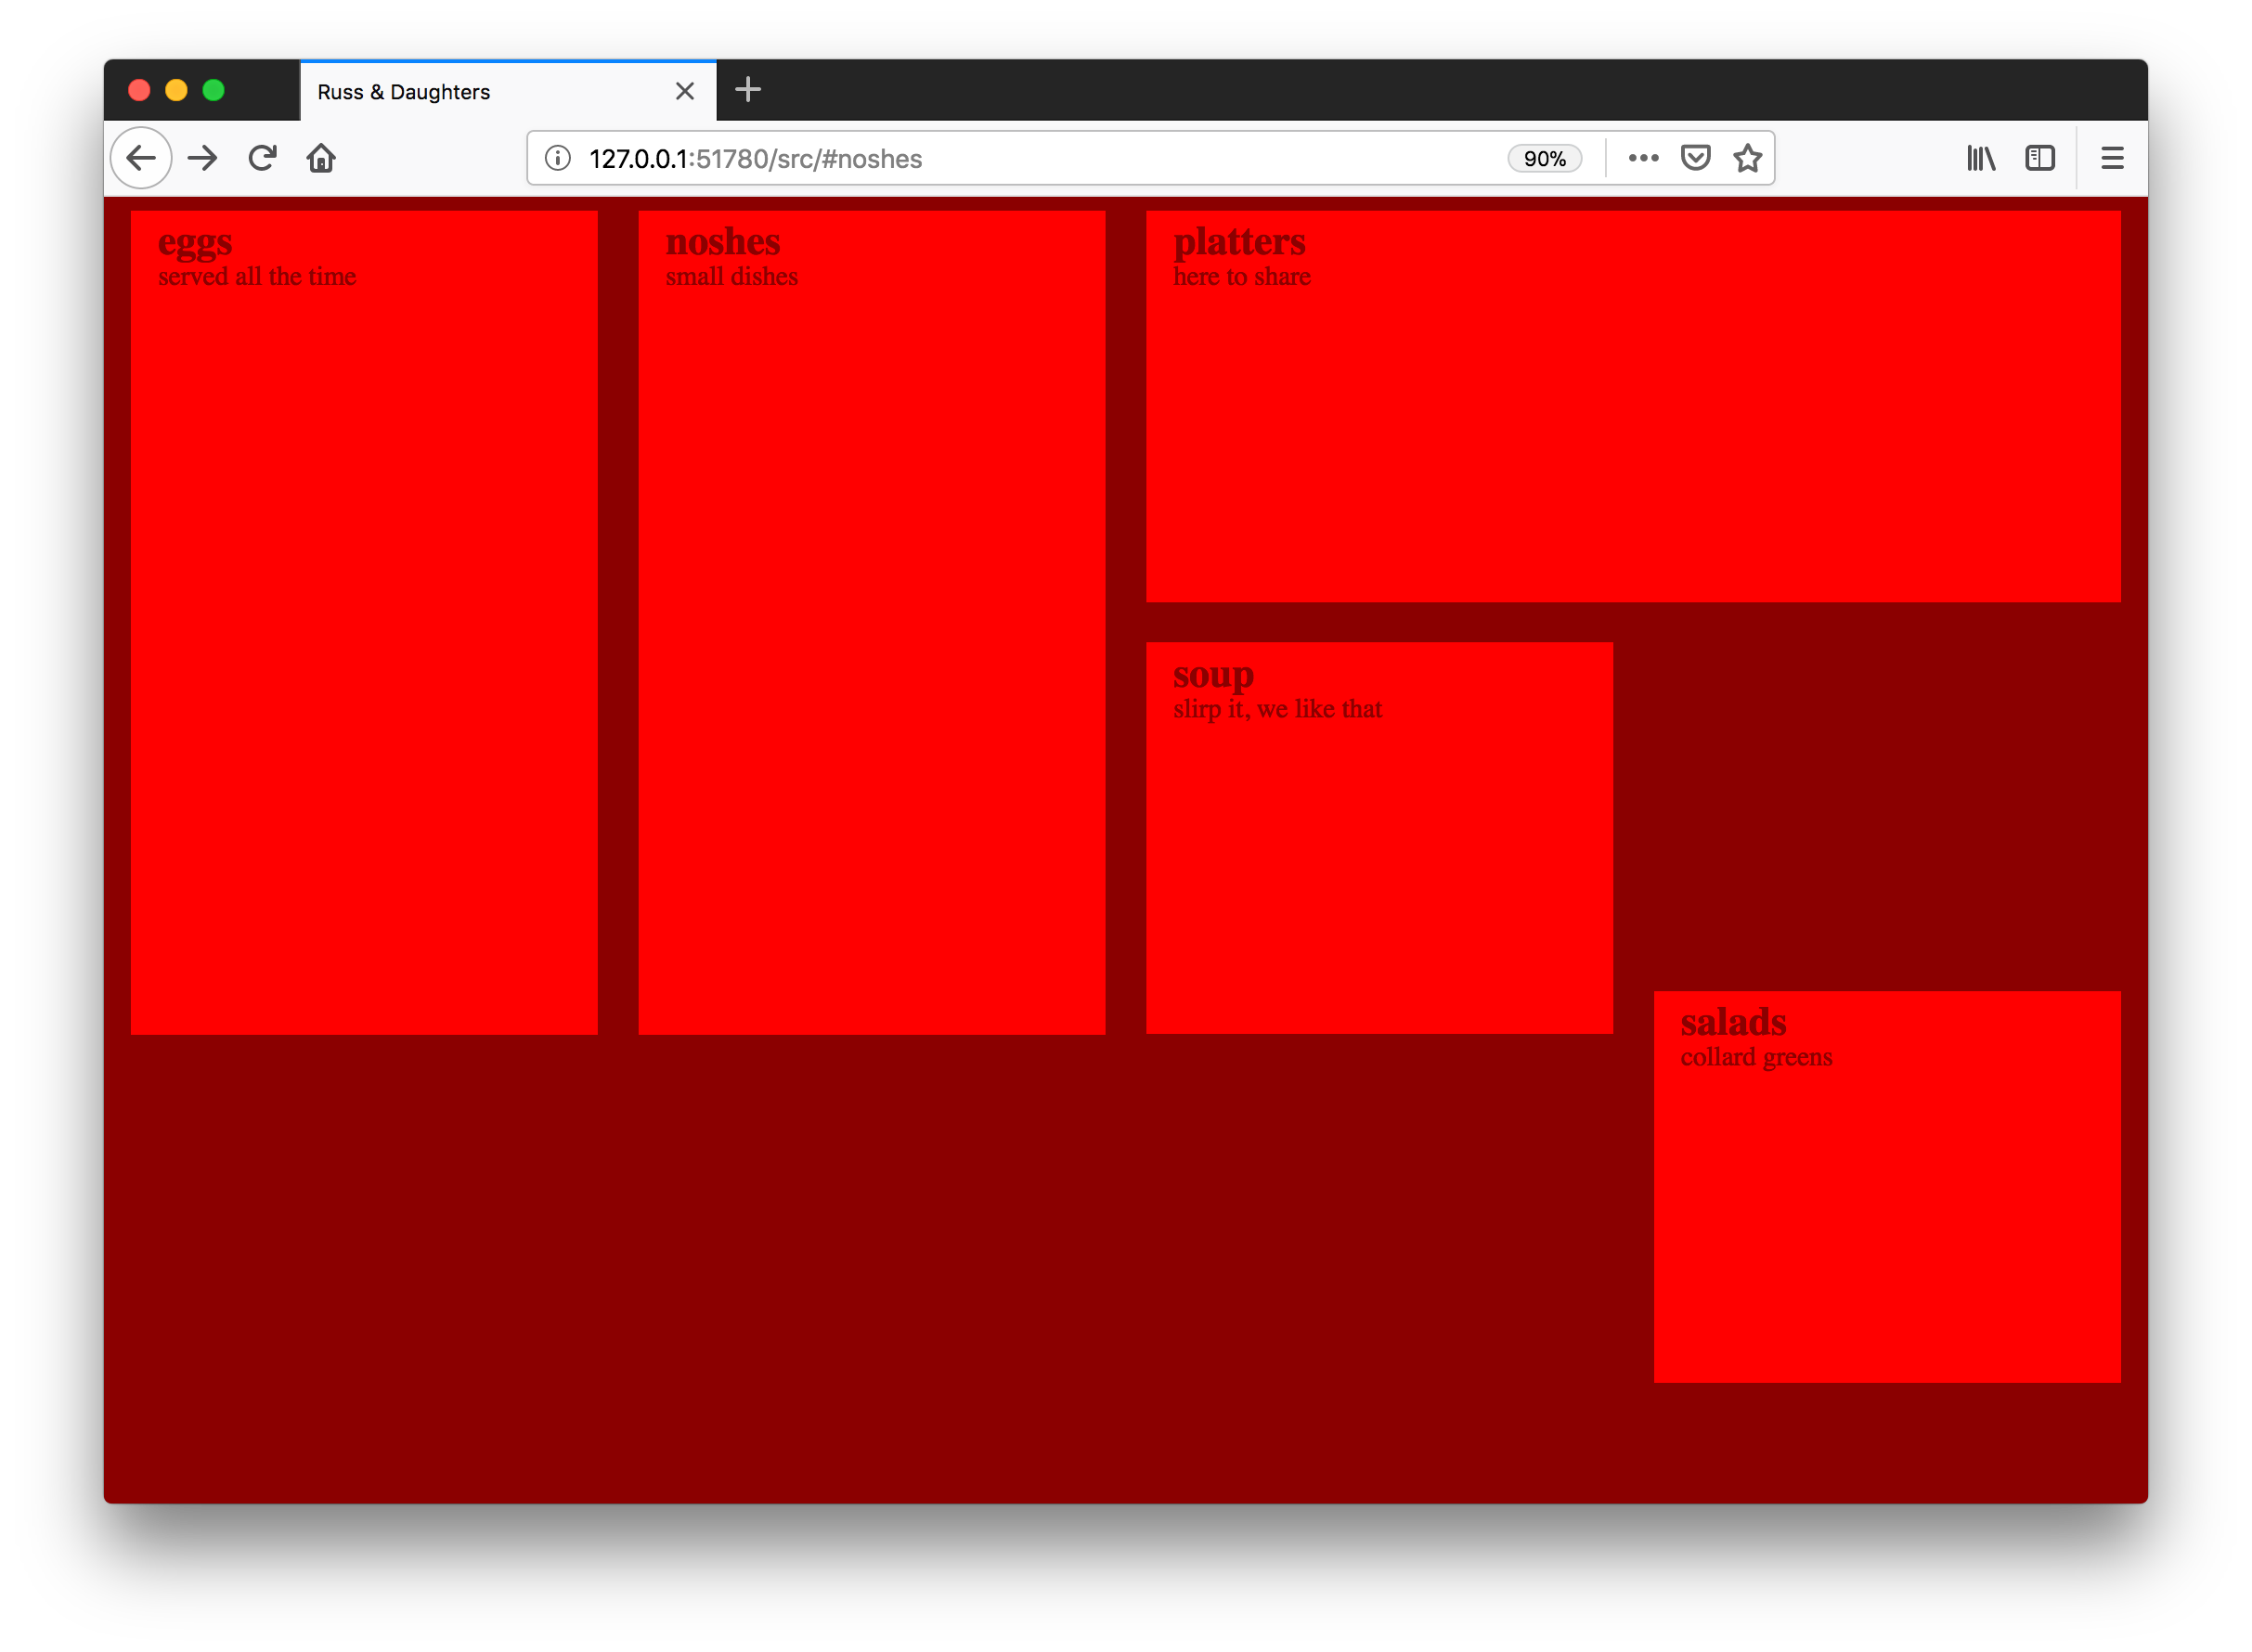 Russ & Daughters
127.0.0.1:51780/src/#noshes
90%
eggs
served all the time
noshes
small dishes
platters
here to share
soup
slirp it, we like that
salads
collard greens